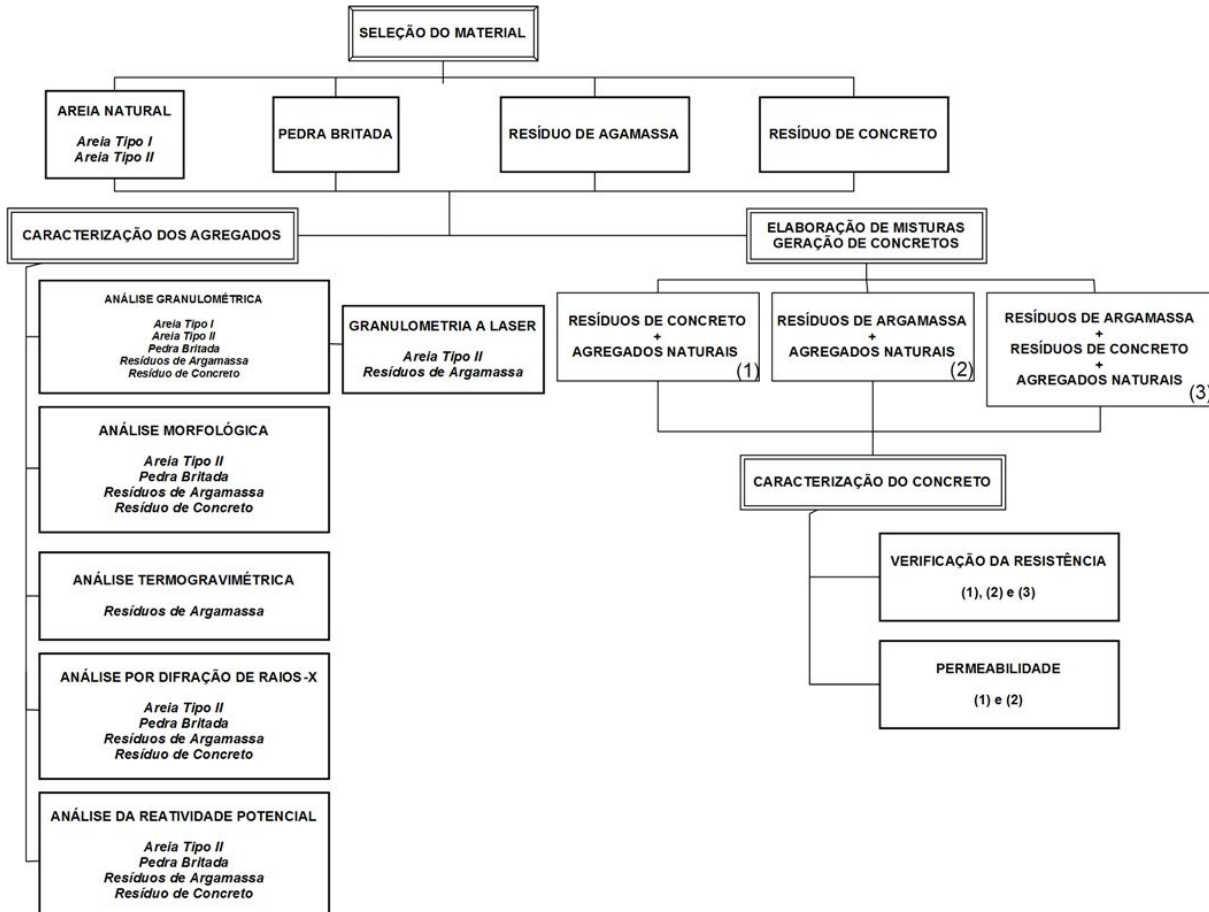 SELEÇÃO DO MATERIAL
AREIA NATURAL
Areia Tipo I
Areia Tipo II
PEDRA BRITADA
RESÍDUO DE AGAMASSA
RESÍDUO DE CONCRETO
CARACTERIZAÇÃO DOS AGREGADOS
ELABORAÇÃO DE MISTURAS
GERAÇÃO DE CONCRETOS
ANÁLISE GRANULOMÉTRICA
Areia Tipo I
Areia Tipo II
Pedra Britada
Resíduos de Argamassa
Resíduo de Concreto
GRANULOMETRIA A LASER
Areia Tipo II
Resíduos de Argamassa
ANÁLISE MORFOLÓGICA
Areia Tipo II
Pedra Britada
Resíduos de Argamassa
Resíduo de Concreto
ANÁLISE TERMOGRAVIMÉTRICA
Resíduos de Argamassa
ANÁLISE POR DIFRAÇÃO DE RAIOS-X
Areia Tipo II
Pedra Britada
Resíduos de Argamassa
Resíduo de Concreto
ANÁLISE DA REATIVIDADE POTENCIAL
Areia Tipo II
Pedra Britada
Resíduos de Argamassa
Resíduo de Concreto
RESÍDUOS DE CONCRETO
+
AGREGADOS NATURAIS
(1)
RESÍDUOS DE ARGAMASSA
+
AGREGADOS NATURAIS
(2)
RESÍDUOS DE ARGAMASSA
+
RESÍDUOS DE CONCRETO
+
AGREGADOS NATURAIS
(3)
CARACTERIZAÇÃO DO CONCRETO
VERIFICAÇÃO DA RESISTÊNCIA
(1), (2) e (3)
PERMEABILIDADE
(1) e (2)